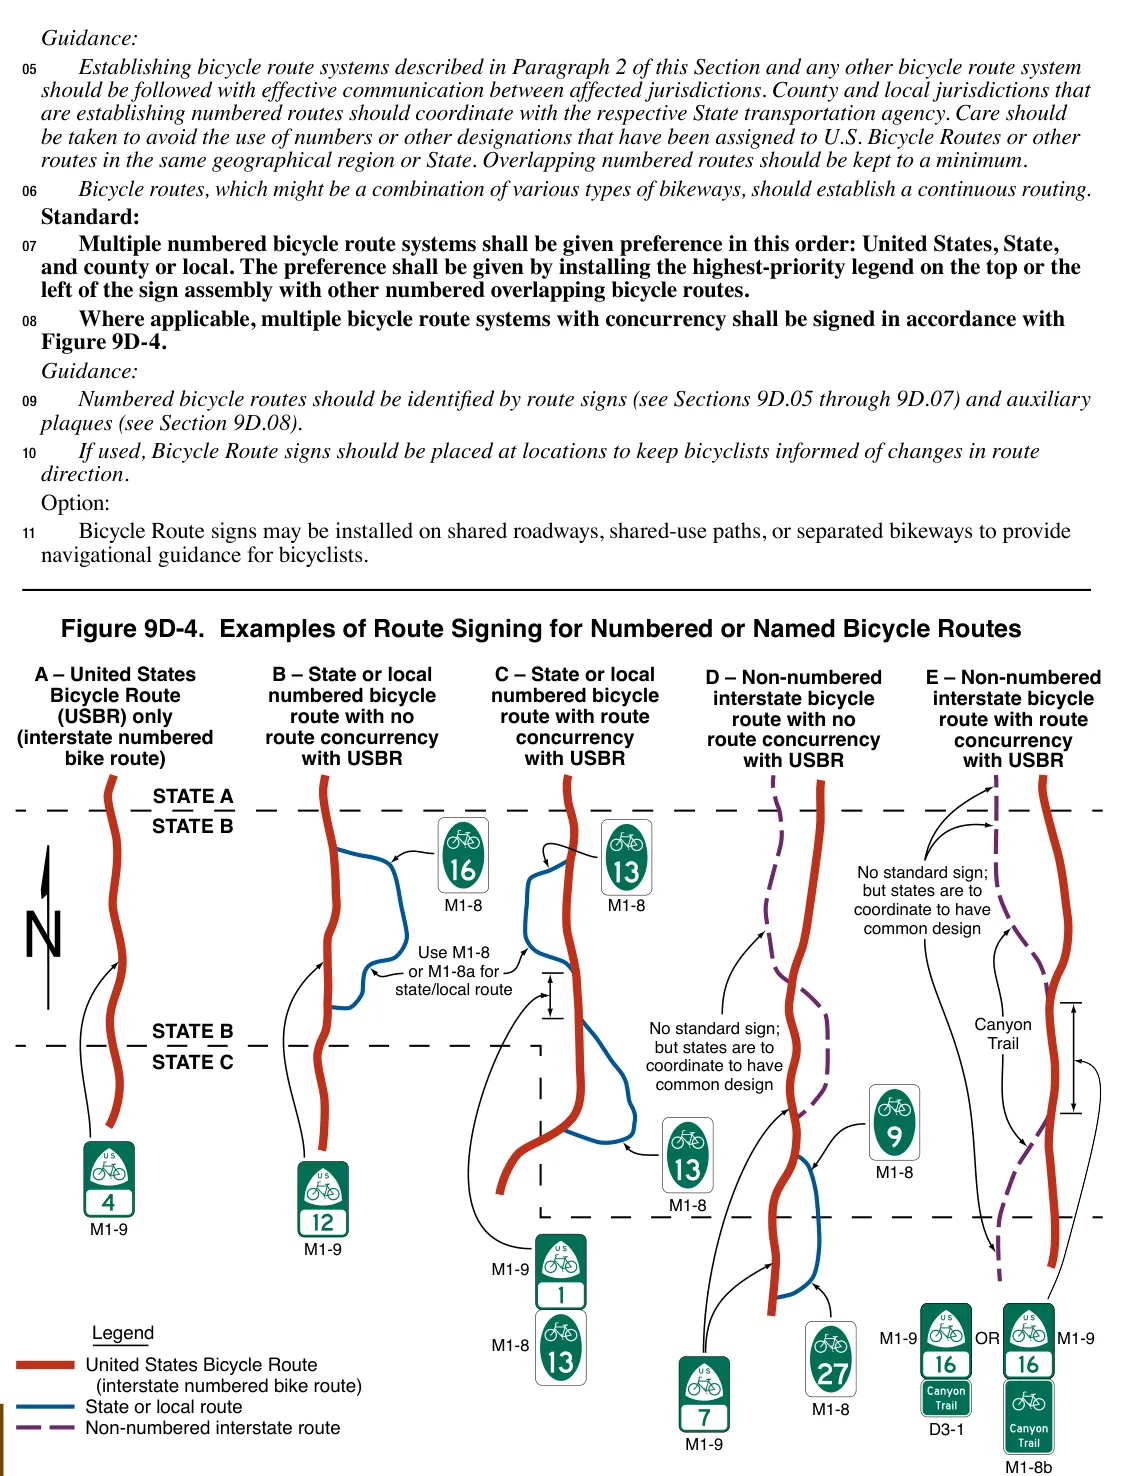 Guidance:
05 Establishing bicycle route systems described in Paragraph 2 of this Section and any other bicycle route system
should be followed with effective communication between affected jurisdictions. County and local jurisdictions that
are establishing numbered routes should coordinate with the respective State transportation agency. Care should
be taken to avoid the use of numbers or other designations that have been assigned to U.S. Bicycle Routes or other
routes in the same geographical region or State. Overlapping numbered routes should be kept to a minimum.
06 Bicycle routes, which might be a combination of various types of bikeways, should establish a continuous routing.
Standard:
07 Multiple numbered bicycle route systems shall be given preference in this order: United States, State,
and county or local. The preference shall be given by installing the highest-priority legend on the top or the
left of the sign assembly with other numbered overlapping bicycle routes.
08 Where applicable, multiple bicycle route systems with concurrency shall be signed in accordance with
Figure 9D-4.
Guidance:
09 Numbered bicycle routes should be identified by route signs (see Sections 9D.05 through 9D.07) and auxiliary
plaques (see Section 9D.08).
10 If used, Bicycle Route signs should be placed at locations to keep bicyclists informed of changes in route
direction.
Option:
11 Bicycle Route signs may be installed on shared roadways, shared-use paths, or separated bikeways to provide
navigational guidance for bicyclists.
Figure 9D-4. Examples of Route Signing for Numbered or Named Bicycle Routes
A – United States
Bicycle Route
(USBR) only
(interstate numbered
bike route)
B – State or local
numbered bicycle
route with no
route concurrency
with USBR
C – State or local
numbered bicycle
route with route
concurrency
with USBR
D – Non-numbered
interstate bicycle
route with no
route concurrency
with USBR
E – Non-numbered
interstate bicycle
route with route
concurrency
with USBR
STATE A
STATE B
N
STATE B
STATE C
US
4
M1-9
16
M1-8
Use M1-8
or M1-8a for
state/local route
US
12
M1-9
13
M1-8
13
M1-8
M1-9
US
1
M1-8
13
No standard sign;
but states are to
coordinate to have
common design
9
M1-8
27
M1-8
US
7
M1-9
No standard sign;
but states are to
coordinate to have
common design
Canyon
Trail
M1-9
US
16
Canyon
Trail
D3-1
OR
US
16
M1-9
Canyon
Trail
M1-8b
Legend
United States Bicycle Route
(interstate numbered bike route)
State or local route
Non-numbered interstate route